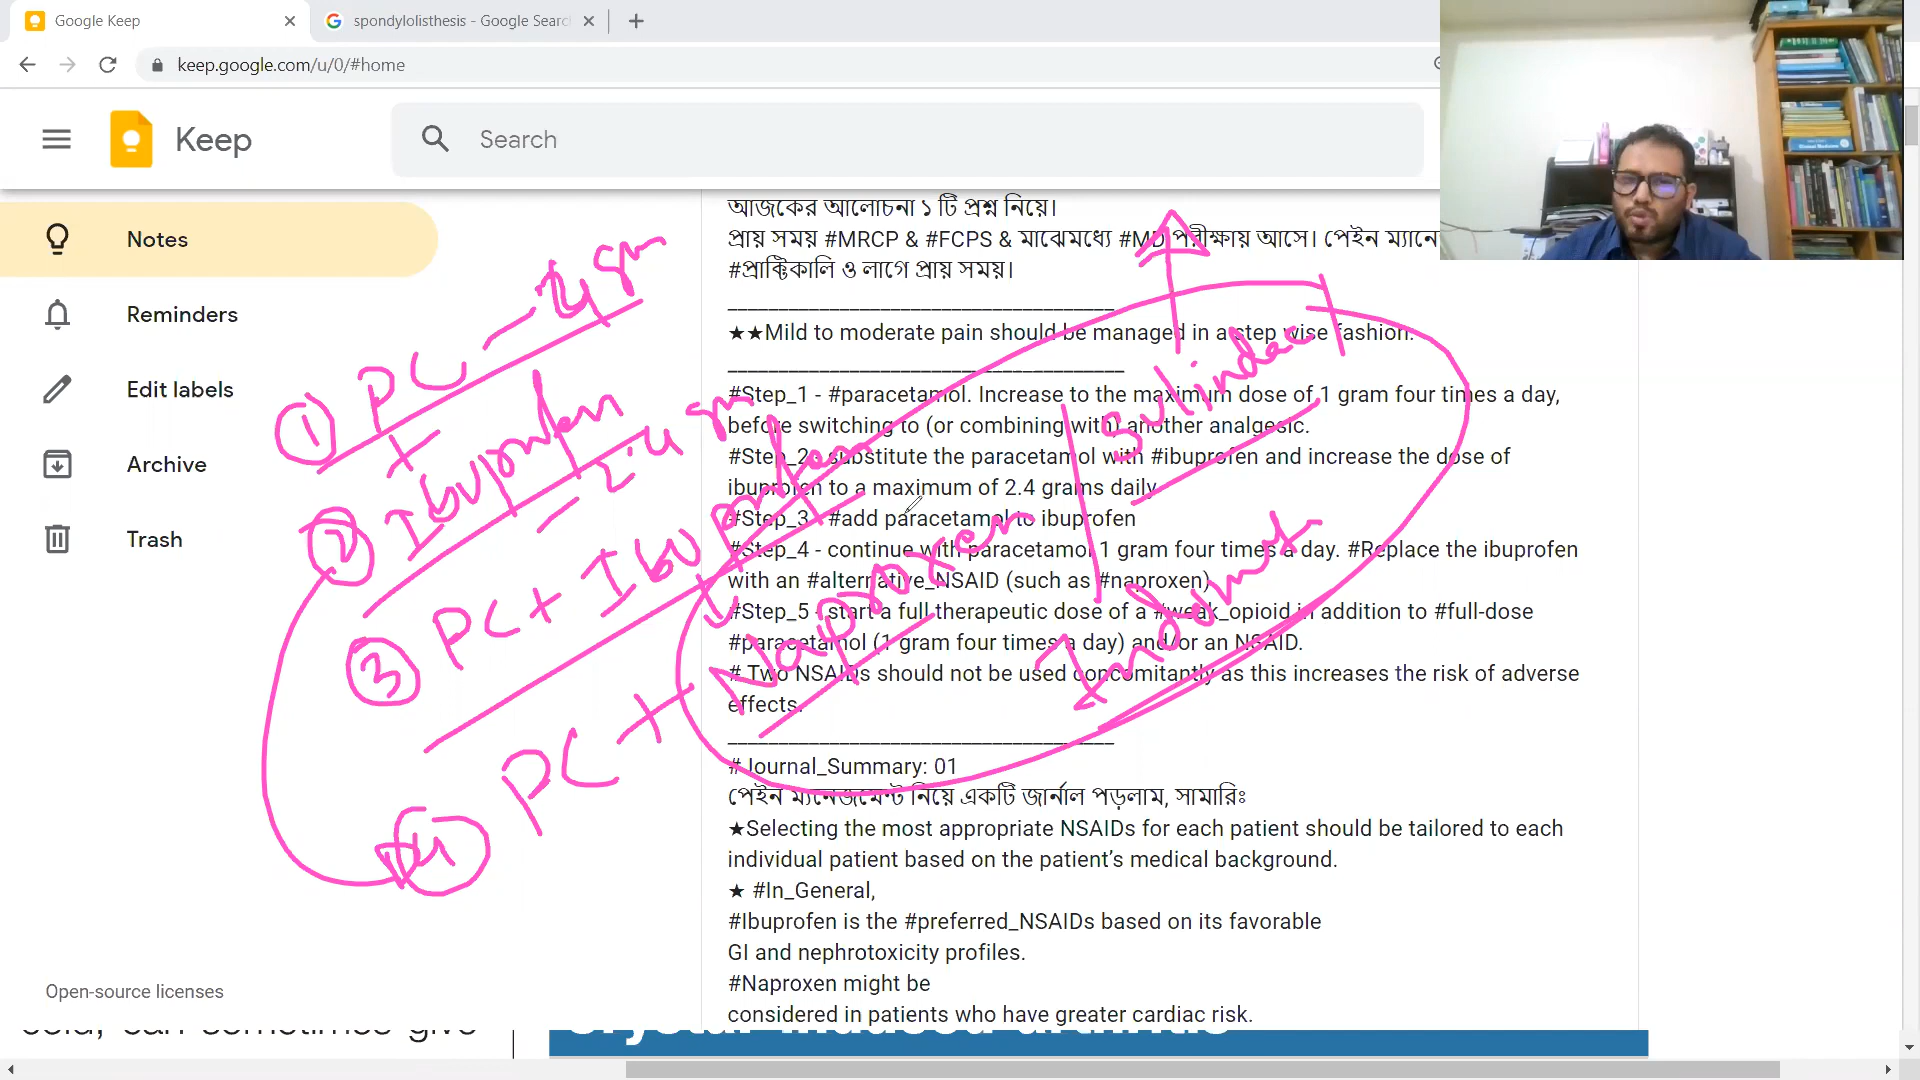 Google Keep
spondylolisthesis - Google Searc
keep.google.com/u/0/#home
Keep
Search
Notes
Reminders
Edit labels
Archive
Trash
Open-source licenses
আজকের আলোচনা ১ টি প্রশ্ন নিয়ে।
প্রায় সময় #MRCP & #FCPS & মাঝেমধ্যে #MD পরীক্ষায় আসে। পেইন ম্যানে
#প্রাক্টিকালি ও লাগে প্রায় সময়।
★★Mild to moderate pain should be managed in a step wise fashion.
#Step_1 - #paracetamol. Increase to the maximum dose of 1 gram four times a day,
before switching to (or combining with) another analgesic.
#Step_2 - substitute the paracetamol with #ibuprofen and increase the dose of
ibuprofen to a maximum of 2.4 grams daily
#Step_3 - #add paracetamol to ibuprofen
#Step_4 - continue with paracetamol 1 gram four times a day. #Replace the ibuprofen
with an #alternative_NSAID (such as #naproxen)
#Step_5 - start a full therapeutic dose of a #weak_opioid in addition to #full-dose
#paracetamol (1 gram four times a day) and/or an NSAID.
# Two NSAIDs should not be used concomitantly as this increases the risk of adverse
effects.
#Journal_Summary: 01
পেইন ম্যানেজমেন্ট নিয়ে একটি জার্নাল পড়লাম, সামারিঃ
★Selecting the most appropriate NSAIDs for each patient should be tailored to each
individual patient based on the patient's medical background.
★ #In_General,
#Ibuprofen is the #preferred_NSAIDs based on its favorable
GI and nephrotoxicity profiles.
#Naproxen might be
considered in patients who have greater cardiac risk.
① PC — 4 gm
+
② Ibuprofen 2.4 gm
③ PC + Ibuprofen
④ PC + Naproxen
Sulindac